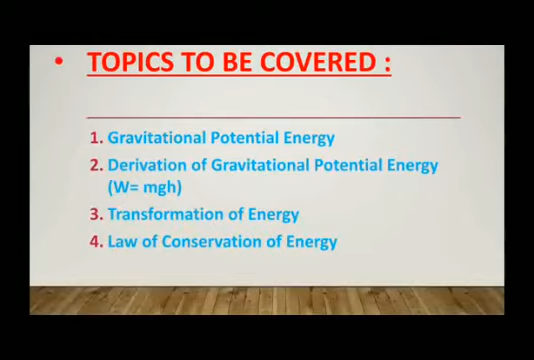 • TOPICS TO BE COVERED :
1. Gravitational Potential Energy
2. Derivation of Gravitational Potential Energy
(W= mgh)
3. Transformation of Energy
4. Law of Conservation of Energy